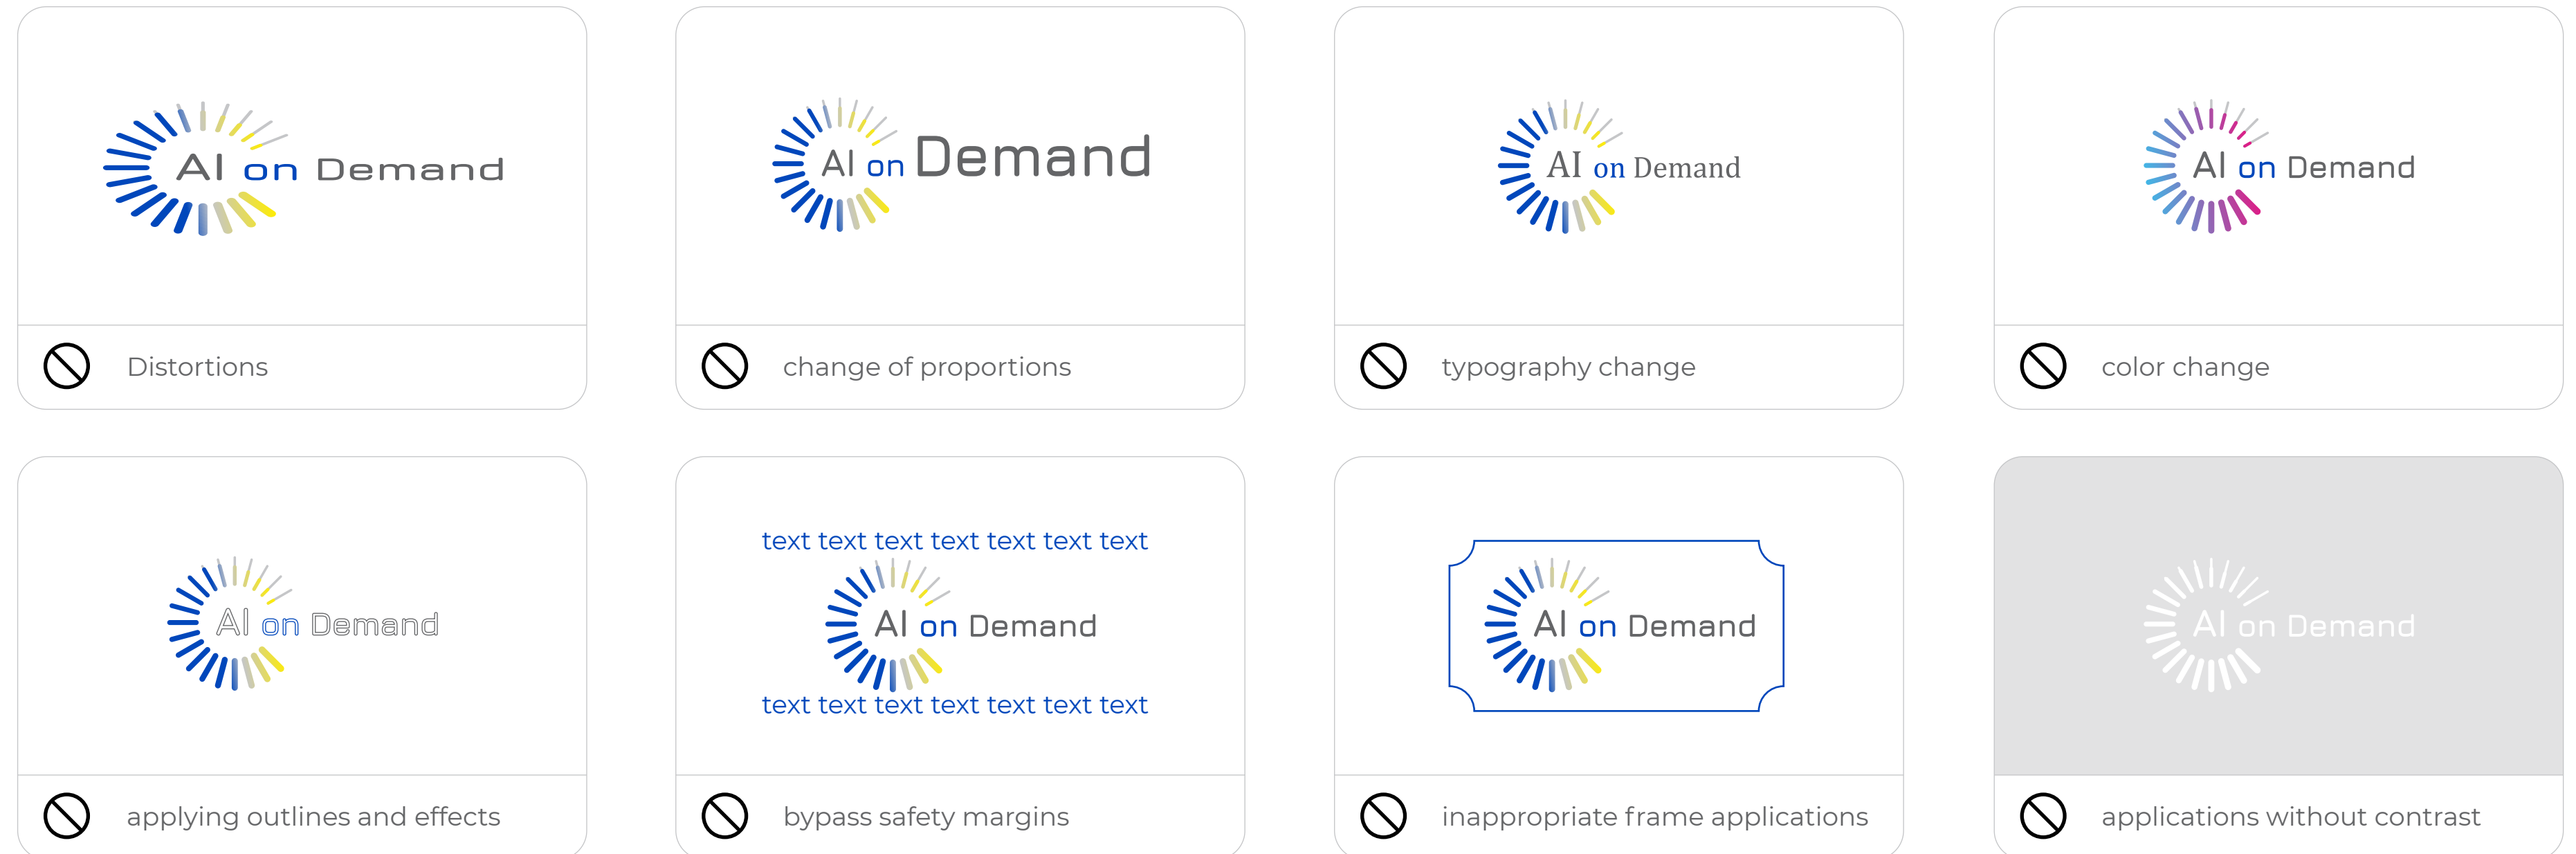 AI on Demand
Distortions
AI on Demand
change of proportions
AI on Demand
typography change
AI on Demand
color change
AI on Demand
applying outlines and effects
text text text text text text text
AI on Demand
text text text text text text text
bypass safety margins
AI on Demand
inappropriate frame applications
AI on Demand
applications without contrast